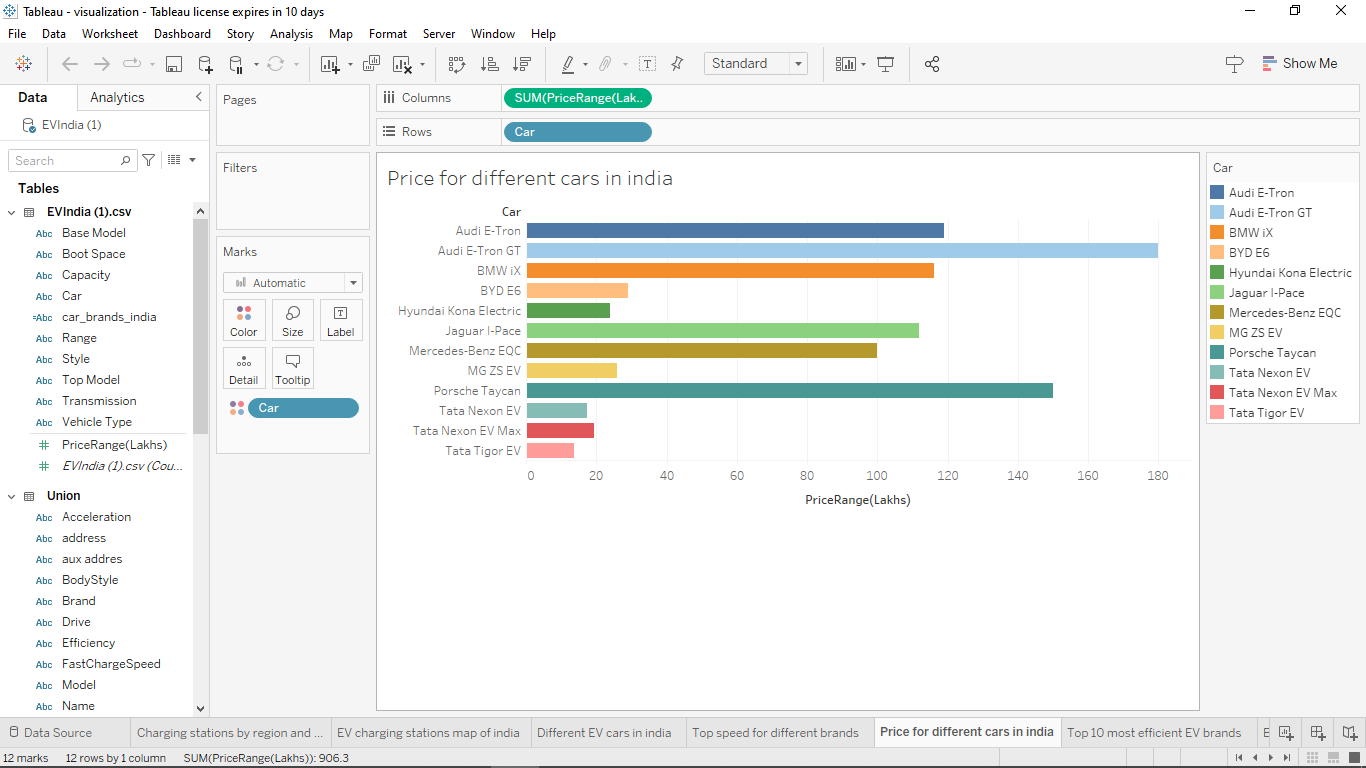 Tableau - visualization - Tableau license expires in 10 days
File Data Worksheet Dashboard Story Analysis Map Format Server Window Help
Standard
Show Me
Data Analytics
EVIndia (1)
Search
Tables
EVIndia (1).csv
Abc Base Model
Abc Boot Space
Abc Capacity
Abc Car
=Abc car_brands_india
Abc Range
Abc Style
Abc Top Model
Abc Transmission
Abc Vehicle Type
# PriceRange(Lakhs)
# EVIndia (1).csv (Cou...
Union
Abc Acceleration
Abc address
Abc aux addres
Abc BodyStyle
Abc Brand
Abc Drive
Abc Efficiency
Abc FastChargeSpeed
Abc Model
Abc Name
Pages
Filters
Marks
Automatic
Color Size Label
Detail Tooltip
Car
Columns SUM(PriceRange(Lak..
Rows Car
Price for different cars in india
Car
Audi E-Tron
Audi E-Tron GT
BMW iX
BYD E6
Hyundai Kona Electric
Jaguar I-Pace
Mercedes-Benz EQC
MG ZS EV
Porsche Taycan
Tata Nexon EV
Tata Nexon EV Max
Tata Tigor EV
0 20 40 60 80 100 120 140 160 180
PriceRange(Lakhs)
Car
Audi E-Tron
Audi E-Tron GT
BMW iX
BYD E6
Hyundai Kona Electric
Jaguar I-Pace
Mercedes-Benz EQC
MG ZS EV
Porsche Taycan
Tata Nexon EV
Tata Nexon EV Max
Tata Tigor EV
Data Source Charging stations by region and ... EV charging stations map of india Different EV cars in india Top speed for different brands Price for different cars in india Top 10 most efficient EV brands E
12 marks 12 rows by 1 column SUM(PriceRange(Lakhs)): 906.3